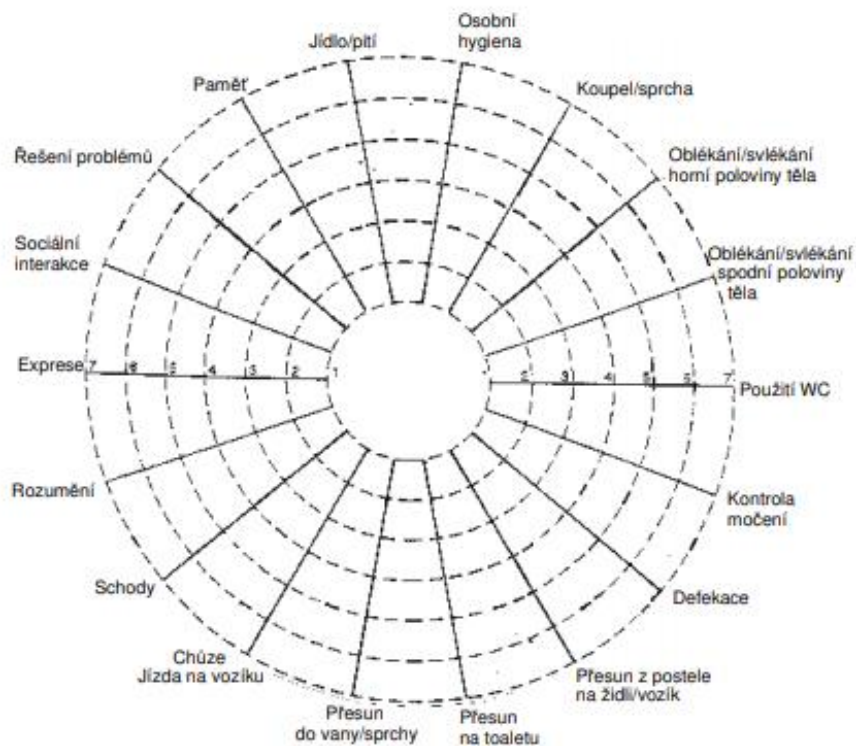 Jídlo/pití
Osobní
hygiena
Koupel/sprcha
Oblékání/svlékání
horní poloviny těla
Oblékání/svlékání
spodní poloviny
těla
Použití WC
Kontrola
močení
Defekace
Přesun z postele
na židli/vozík
Přesun
na toaletu
Přesun
do vany/sprchy
Chůze
Jízda na vozíku
Schody
Rozumění
Exprese
Sociální
interakce
Řešení problémů
Paměť
7 6 5 4 3 2 1
2 3 4 5 6 7